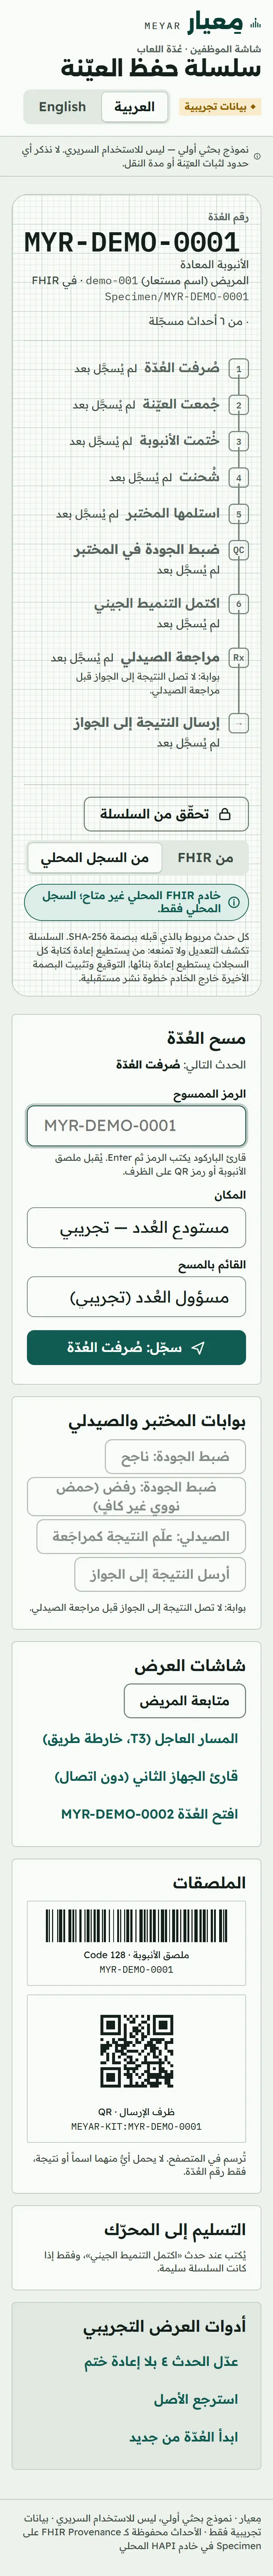 مِعيار MEYAR
شاشة الموظفين · عُدّة اللعاب
سلسلة حفظ العيّنة
بيانات تجريبية
العربية
English
نموذج بحثي أولي — ليس للاستخدام السريري. لا نذكر أي
حدود لثبات العيّنة أو مدة النقل.
رقم العُدّة
MYR-DEMO-0001
الأنبوبة المعادة
المريض (اسم مستعار) demo-001 · في FHIR
Specimen/MYR-DEMO-0001
· من ٦ أحداث مسجّلة
1 صُرفت العُدّة لم يُسجَّل بعد
2 جُمعت العيّنة لم يُسجَّل بعد
3 خُتمت الأنبوبة لم يُسجَّل بعد
4 شُحنت لم يُسجَّل بعد
5 استلمها المختبر لم يُسجَّل بعد
QC ضبط الجودة في المختبر
لم يُسجَّل بعد
6 اكتمل التنميط الجيني
لم يُسجَّل بعد
Rx مراجعة الصيدلي لم يُسجَّل بعد
بوابة: لا تصل النتيجة إلى الجواز قبل
مراجعة الصيدلي.
→ إرسال النتيجة إلى الجواز
لم يُسجَّل بعد
تحقّق من السلسلة
من FHIR
من السجل المحلي
خادم FHIR المحلي غير متاح؛ السجل
المحلي فقط.
كل حدث مربوط بالذي قبله ببصمة SHA-256. السلسلة
تكشف التعديل ولا تمنعه: من يستطيع إعادة كتابة كل
السجلات يستطيع إعادة بنائها. التوقيع وتثبيت البصمة
الأخيرة خارج الخادم خطوة نشر مستقبلية.
مسح العُدّة
الحدث التالي: صُرفت العُدّة
الرمز الممسوح
MYR-DEMO-0001
قارئ الباركود يكتب الرمز ثم Enter. يُقبل ملصق
الأنبوبة أو رمز QR على الظرف.
المكان
مستودع العُدد — تجريبي
القائم بالمسح
مسؤول العُدد (تجريبي)
سجّل: صُرفت العُدّة
بوابات المختبر والصيدلي
ضبط الجودة: ناجح
ضبط الجودة: رفض (حمض
نووي غير كافٍ)
الصيدلي: علّم النتيجة كمراجَعة
أرسل النتيجة إلى الجواز
بوابة: لا تصل النتيجة إلى الجواز قبل مراجعة الصيدلي.
شاشات العرض
متابعة المريض
المسار العاجل (T3، خارطة طريق)
قارئ الجهاز الثاني (دون اتصال)
افتح العُدّة MYR-DEMO-0002
الملصقات
ملصق الأنبوبة · Code 128
MYR-DEMO-0001
ظرف الإرسال · QR
MEYAR-KIT:MYR-DEMO-0001
تُرسم في المتصفح. لا يحمل أيٌّ منهما اسماً أو نتيجة،
فقط رقم العُدّة.
التسليم إلى المحرّك
يُكتب عند حدث «اكتمل التنميط الجيني»، وفقط إذا
كانت السلسلة سليمة.
أدوات العرض التجريبي
عدّل الحدث ٤ بلا إعادة ختم
استرجع الأصل
ابدأ العُدّة من جديد
مِعيار · نموذج بحثي أولي، ليس للاستخدام السريري · بيانات
تجريبية فقط · الأحداث محفوظة كـ FHIR Provenance على
Specimen في خادم HAPI المحلي